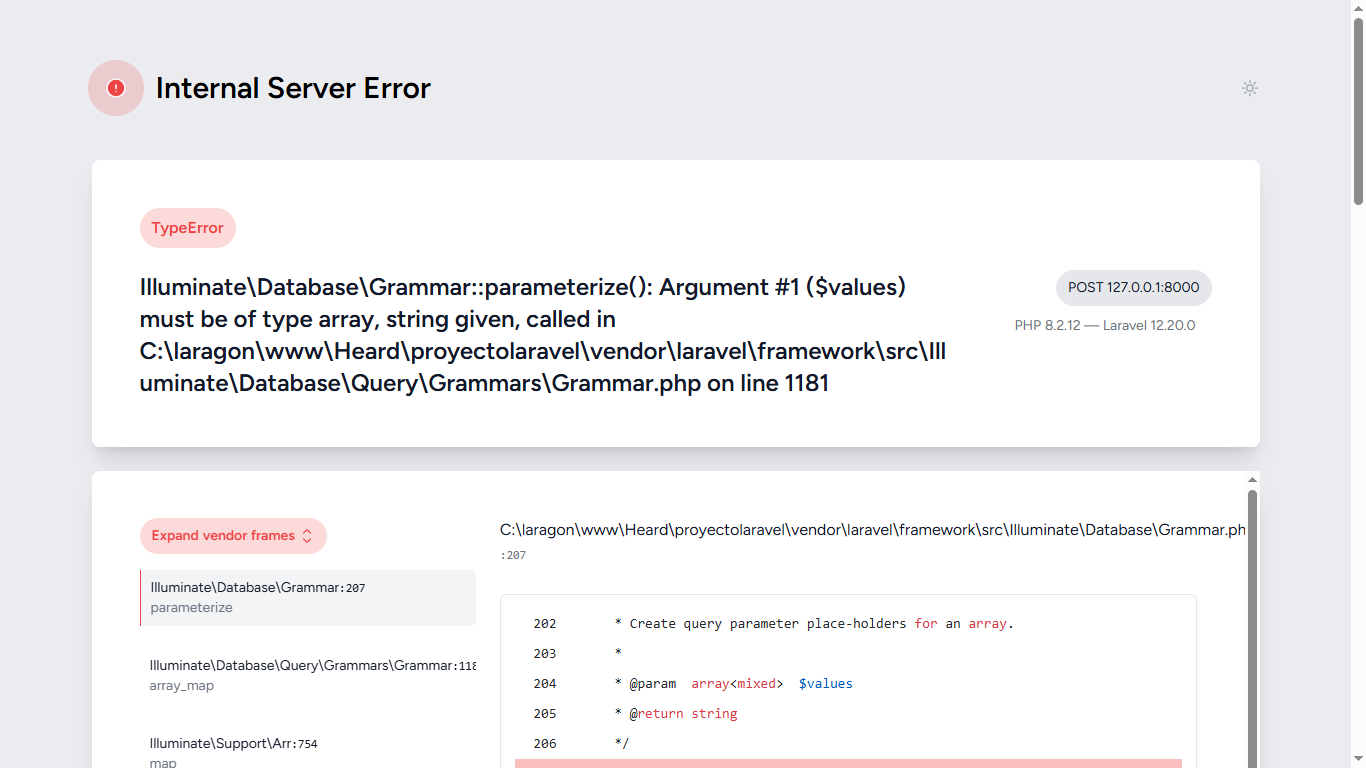 Internal Server Error
TypeError
Illuminate\Database\Grammar::parameterize(): Argument #1 ($values)
must be of type array, string given, called in
C:\laragon\www\Heard\proyectolaravel\vendor\laravel\framework\src\Ill
uminate\Database\Query\Grammars\Grammar.php on line 1181
POST 127.0.0.1:8000
PHP 8.2.12 — Laravel 12.20.0
Expand vendor frames
Illuminate\Database\Grammar:207
parameterize
Illuminate\Database\Query\Grammars\Grammar:118
array_map
Illuminate\Support\Arr:754
map
C:\laragon\www\Heard\proyectolaravel\vendor\laravel\framework\src\Illuminate\Database\Grammar.ph
:207
202 * Create query parameter place-holders for an array.
203 *
204 * @param array<mixed> $values
205 * @return string
206 */